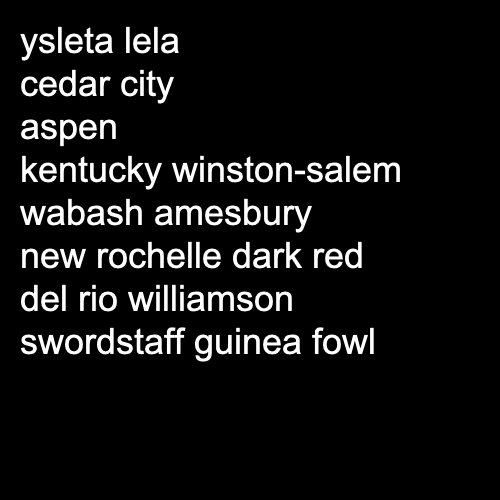 ysleta lela
cedar city
aspen
kentucky winston-salem
wabash amesbury
new rochelle dark red
del rio williamson
swordstaff guinea fowl